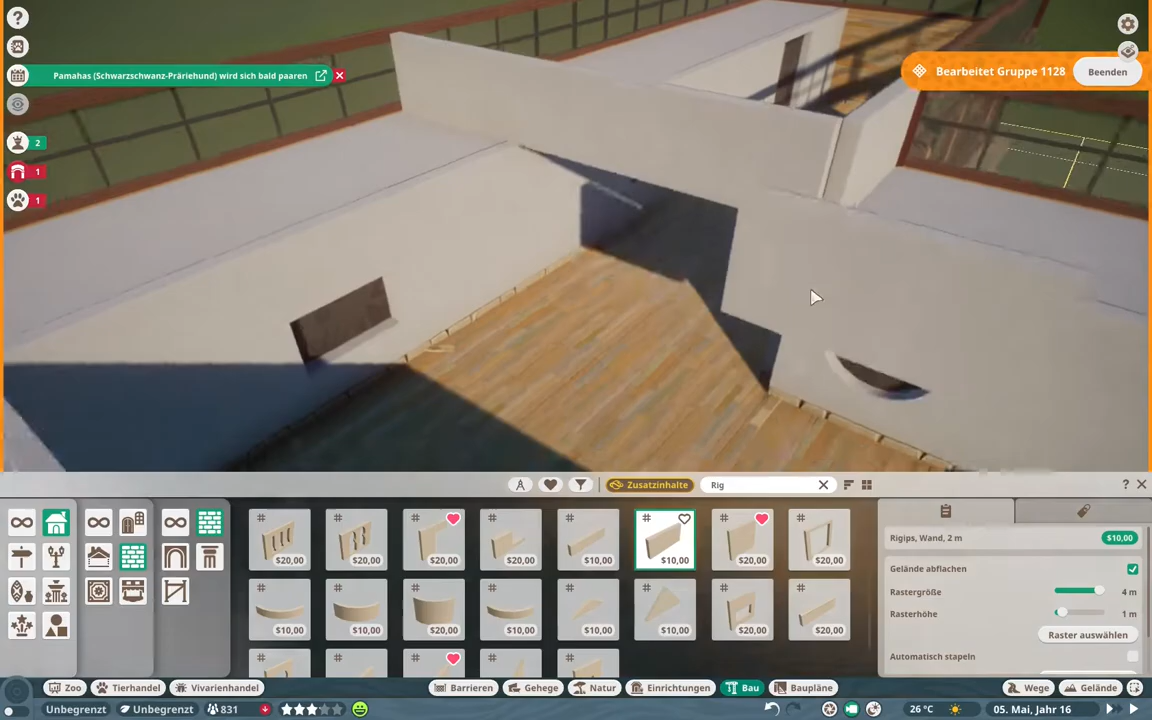 ?
Pamahas (Schwarzschwanz-Präriehund) wird sich bald paaren
Bearbeitet Gruppe 1128
Beenden
2
1
1
Zusatzinhalte
Rig
?
$20,00
$20,00
$20,00
$20,00
$10,00
$10,00
$20,00
$20,00
$10,00
$10,00
$20,00
$10,00
$10,00
$10,00
$20,00
$20,00
Rigips, Wand, 2 m
$10,00
Gelände abflachen
Rastergröße
4 m
Rasterhöhe
1 m
Raster auswählen
Automatisch stapeln
Zoo
Tierhandel
Vivarienhandel
Barrieren
Gehege
Natur
Einrichtungen
Bau
Baupläne
Wege
Gelände
Unbegrenzt
Unbegrenzt
831
26 °C
05. Mai, Jahr 16